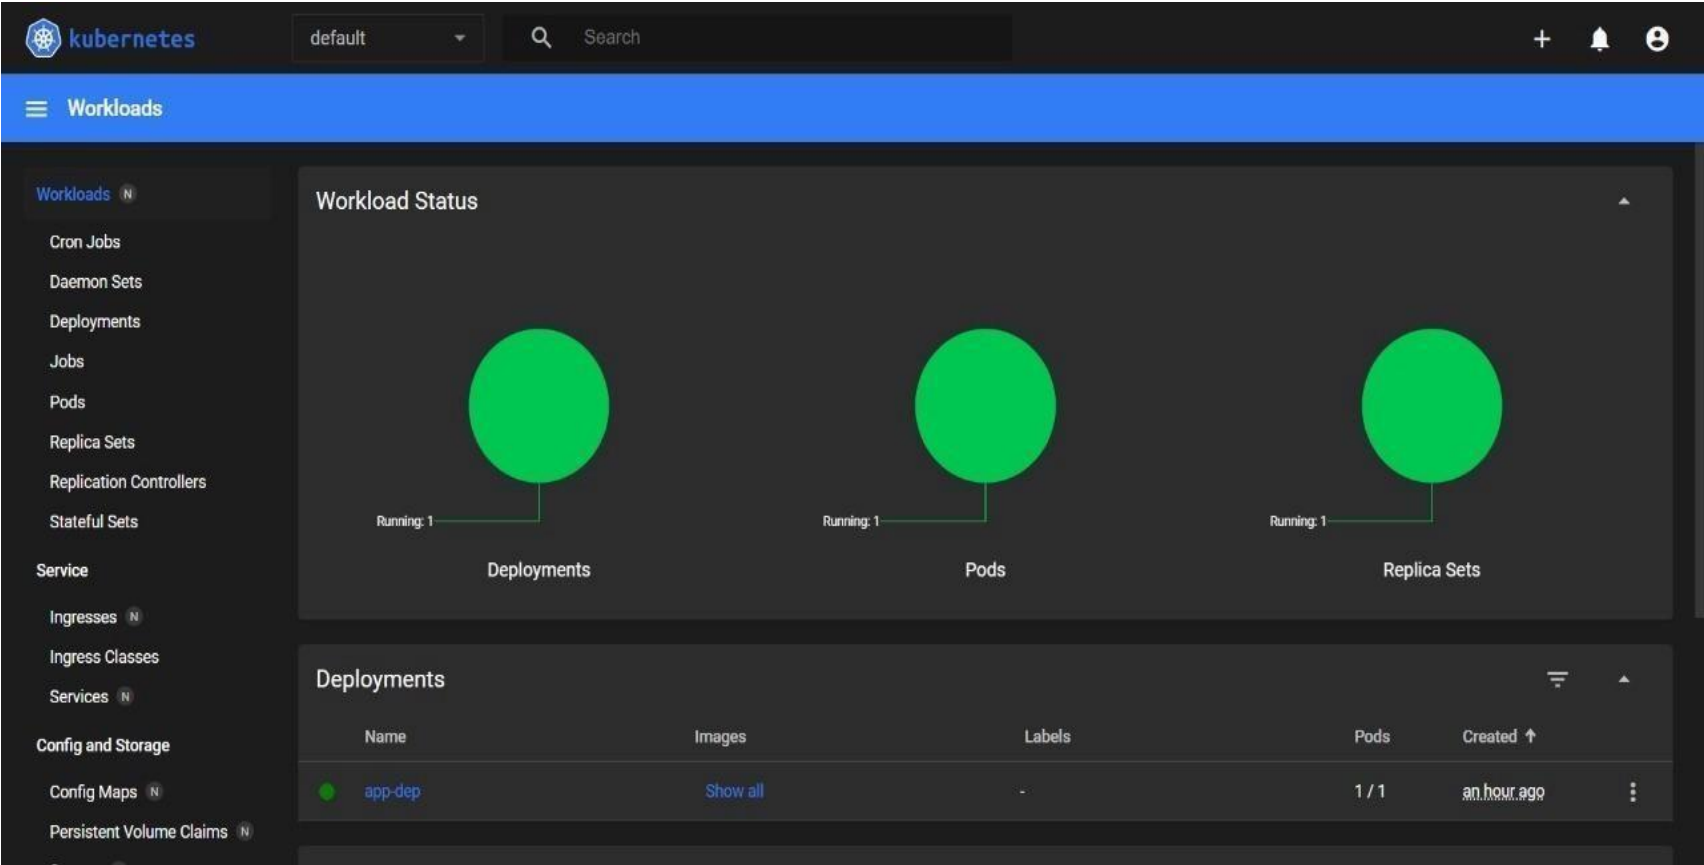 kubernetes
default
Search
Workloads
Workloads N
Cron Jobs
Daemon Sets
Deployments
Jobs
Pods
Replica Sets
Replication Controllers
Stateful Sets
Service
Ingresses N
Ingress Classes
Services N
Config and Storage
Config Maps N
Persistent Volume Claims N
Workload Status
Running: 1
Deployments
Running: 1
Pods
Running: 1
Replica Sets
Deployments
Name Images Labels Pods Created
app-dep Show all - 1 / 1 an hour ago